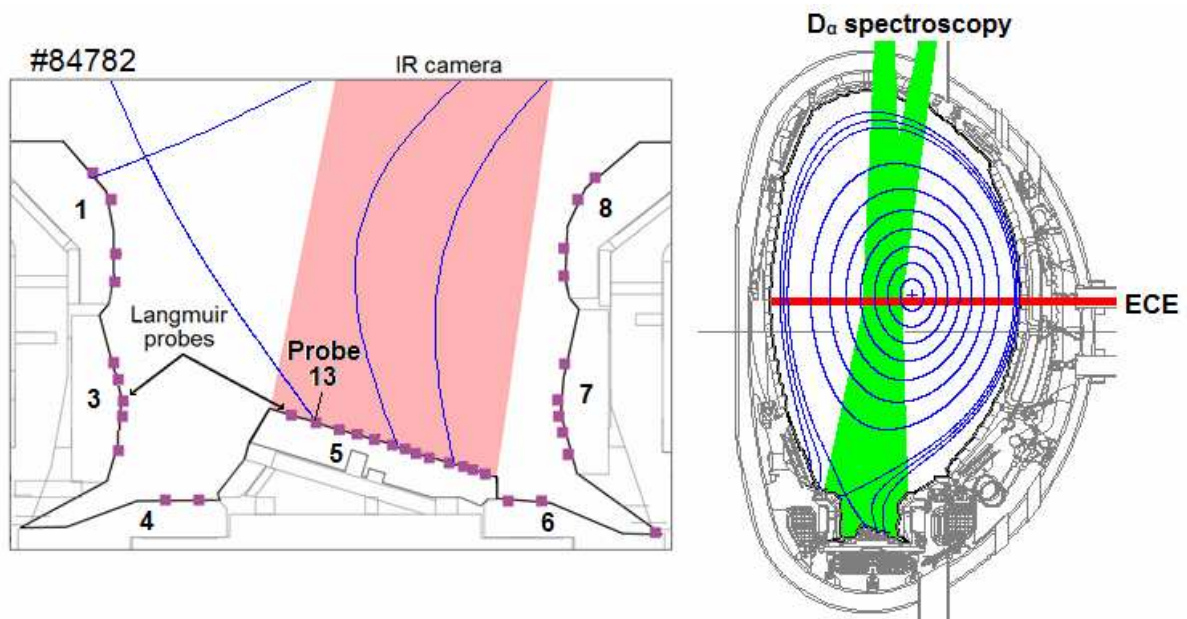 #84782
IR camera
1
8
Langmuir
probes
Probe
13
3
7
5
4
6
Dα spectroscopy
ECE